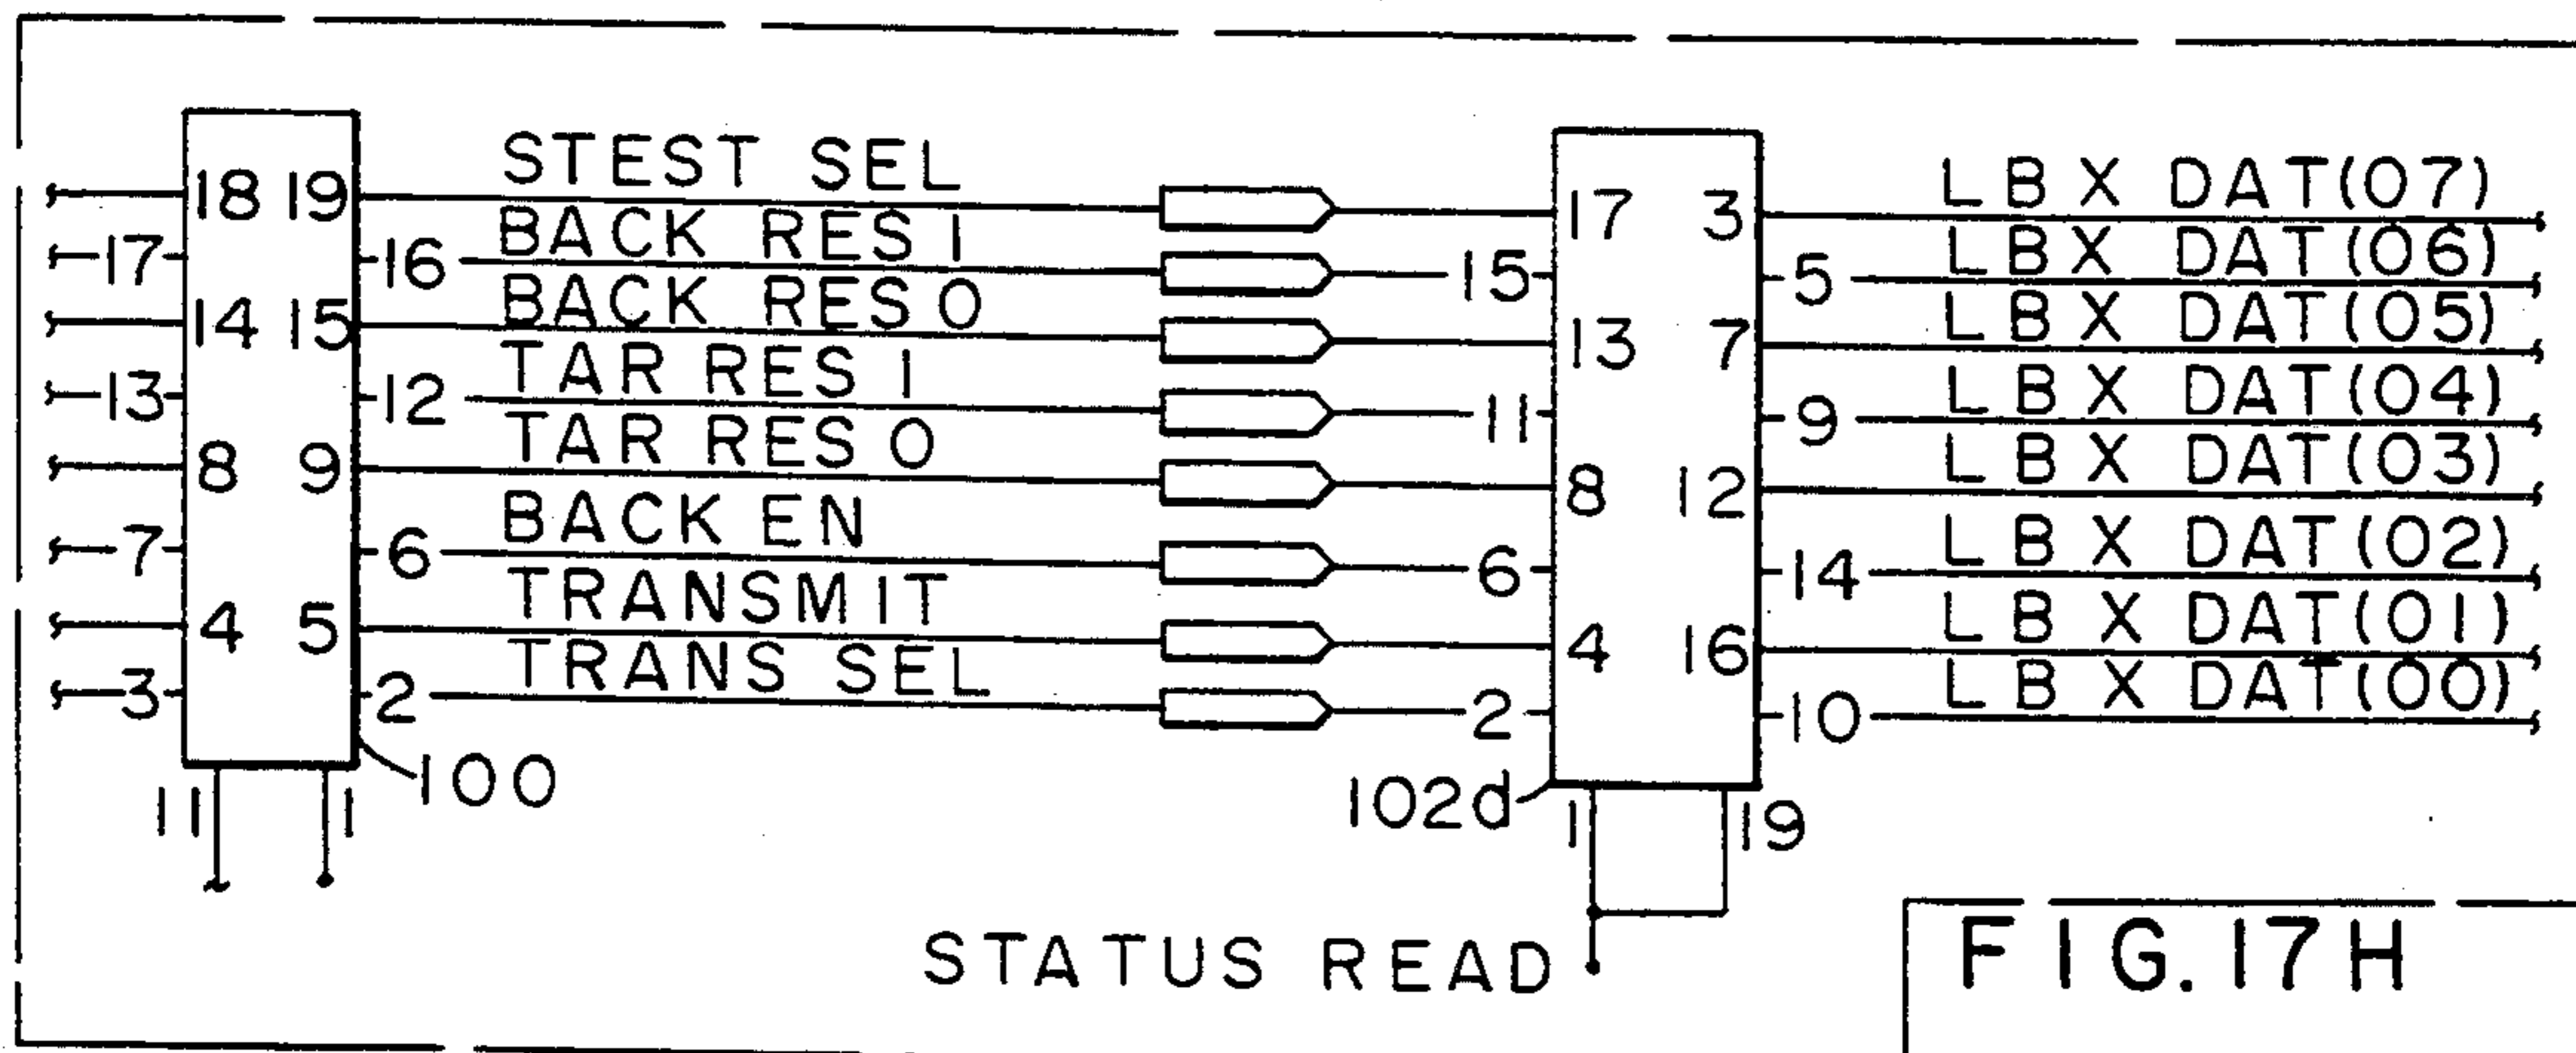 18 19 STEST SEL 17 3 LBX DAT(07)
17 16 BACK RES 1 15 5 LBX DAT(06)
14 15 BACK RES 0 13 7 LBX DAT(05)
13 12 TAR RES 1 11 9 LBX DAT(04)
8 9 TAR RES 0 8 12 LBX DAT(03)
7 6 BACK EN 6 14 LBX DAT(02)
4 5 TRANSMIT 4 16 LBX DAT(01)
3 2 TRANS SEL 2 10 LBX DAT(00)
11 1 100 102d 1 19
STATUS READ
FIG. 17H